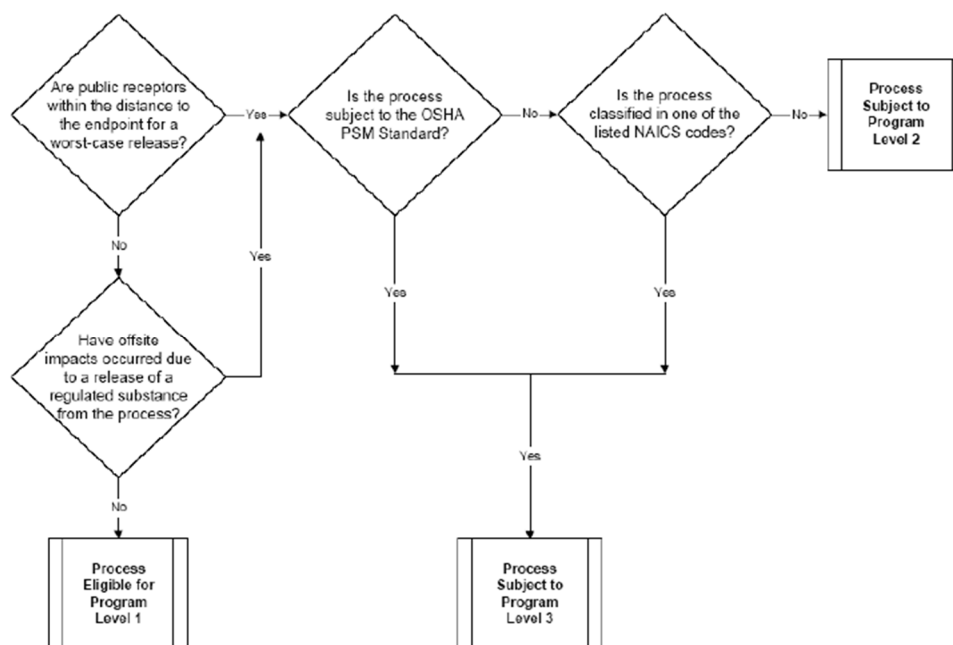 Are public receptors
within the distance to
the endpoint for a
worst-case release?
Yes
Is the process
subject to the OSHA
PSM Standard?
No
Is the process
classified in one of the
listed NAICS codes?
No
Process
Subject to
Program
Level 2
No
Yes
Yes
Yes
Have offsite
impacts occurred due
to a release of a
regulated substance
from the process?
Yes
No
Process
Eligible for
Program
Level 1
Process
Subject to
Program
Level 3